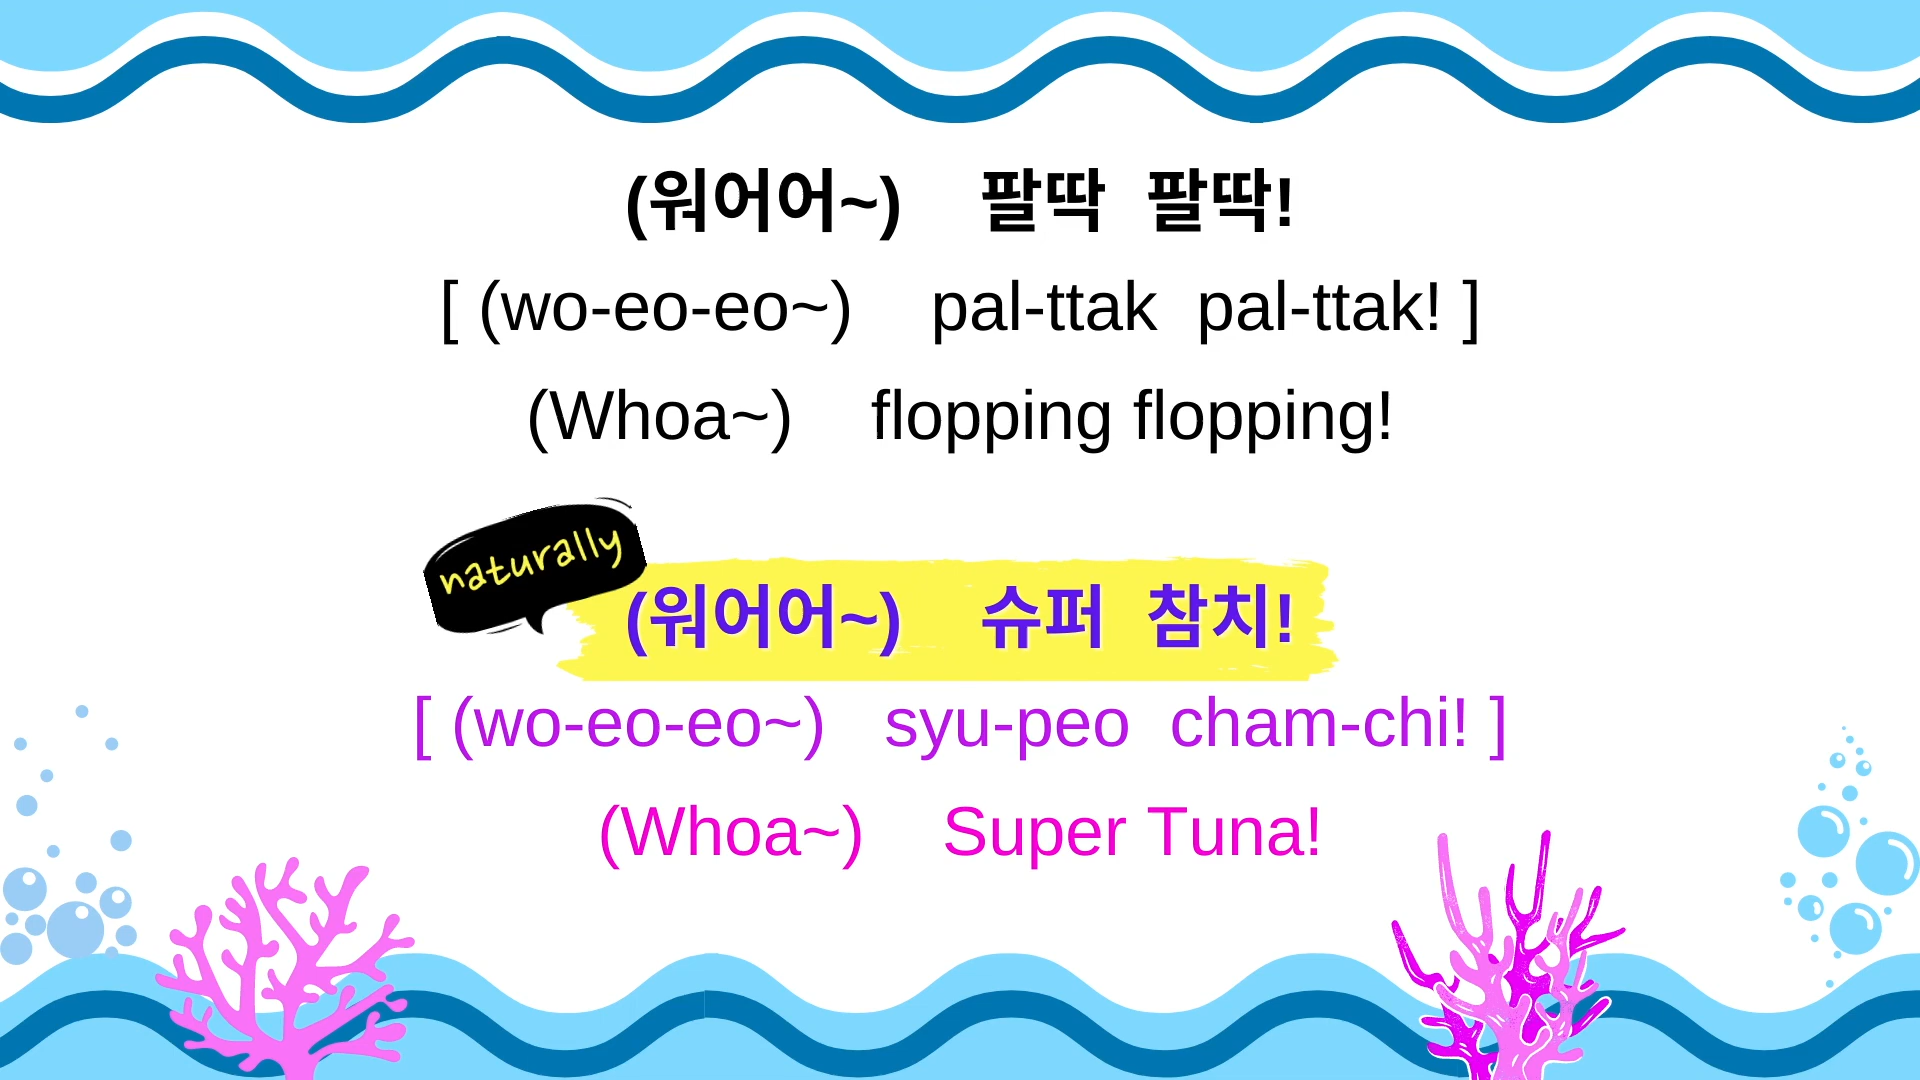 (워어어~) 팔딱 팔딱!
[ (wo-eo-eo~) pal-ttak pal-ttak! ]
(Whoa~) flopping flopping!
naturally
(워어어~) 슈퍼 참치!
[ (wo-eo-eo~) syu-peo cham-chi! ]
(Whoa~) Super Tuna!